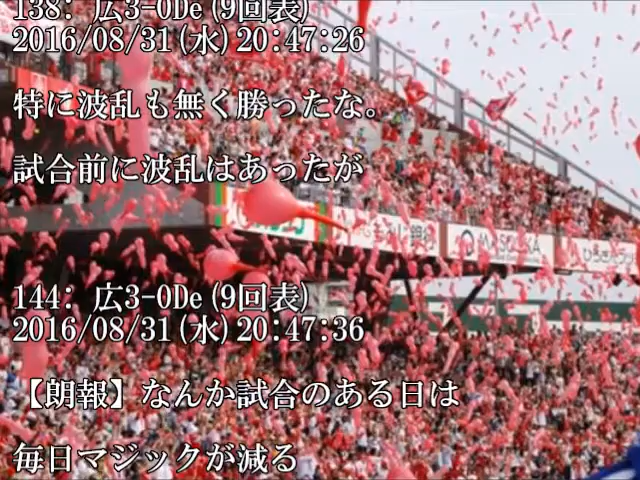 138: 広3-0De(9回表)
2016/08/31(水)20:47:26
特に波乱も無く勝ったな。
試合前に波乱はあったが
144: 広3-0De(9回表)
2016/08/31(水)20:47:36
【朗報】なんか試合のある日は
毎日マジックが減る